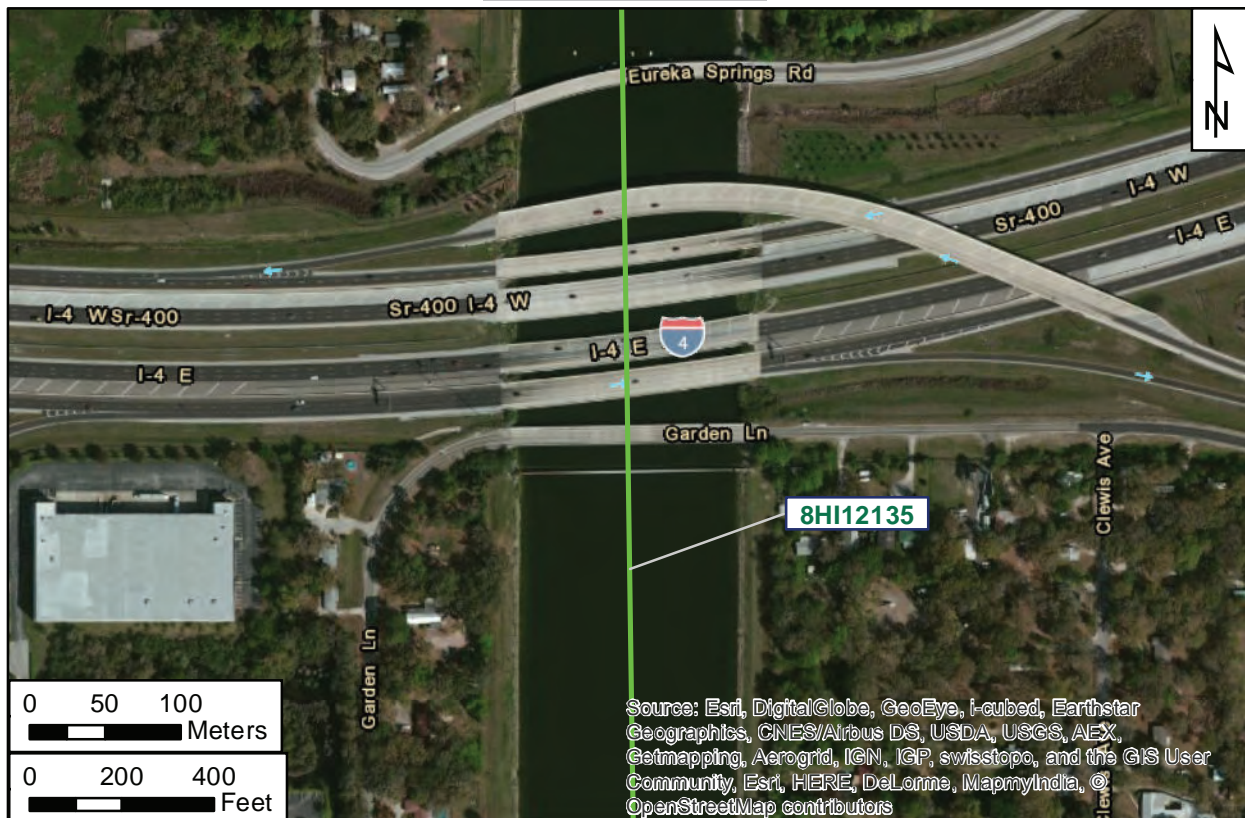 Eureka Springs Rd
N
I-4 W
Sr-400
I-4 E
I-4 W
Sr-400
Sr-400
I-4 W
I-4 E
I-4 E
4
Garden Ln
Clewis Ave
8HI12135
Garden Ln
0 50 100
Meters
0 200 400
Feet
Source: Esri, DigitalGlobe, GeoEye, i-cubed, Earthstar
Geographics, CNES/Airbus DS, USDA, USGS, AEX,
Getmapping, Aerogrid, IGN, IGP, swisstopo, and the GIS User
Community, Esri, HERE, DeLorme, MapmyIndia, ©
OpenStreetMap contributors